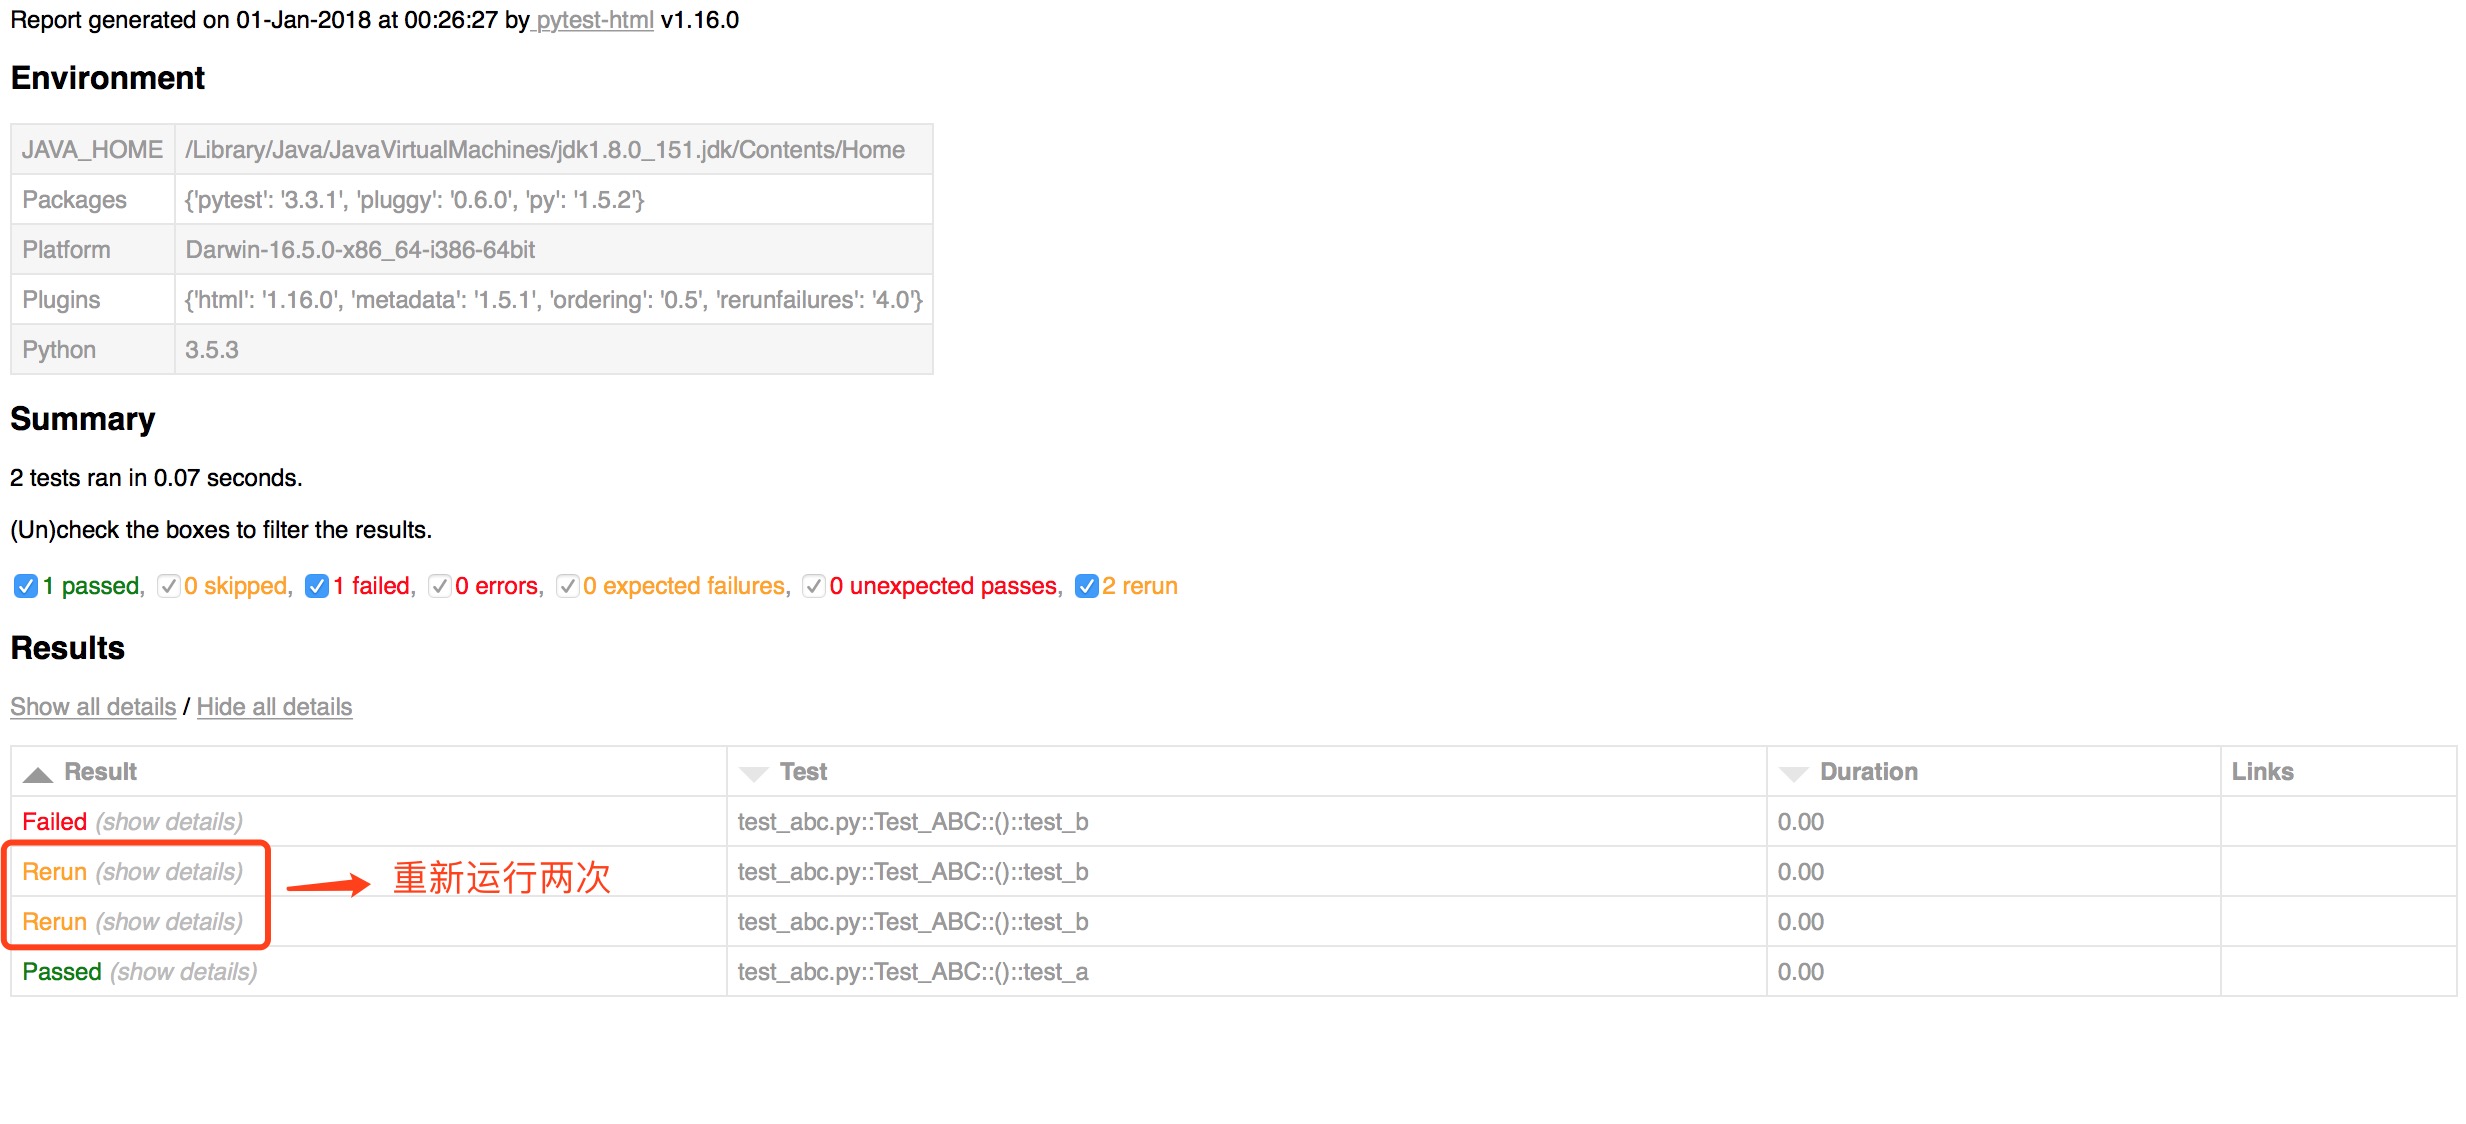 Report generated on 01-Jan-2018 at 00:26:27 by pytest-html v1.16.0
Environment
JAVA_HOME /Library/Java/JavaVirtualMachines/jdk1.8.0_151.jdk/Contents/Home
Packages {'pytest': '3.3.1', 'pluggy': '0.6.0', 'py': '1.5.2'}
Platform Darwin-16.5.0-x86_64-i386-64bit
Plugins {'html': '1.16.0', 'metadata': '1.5.1', 'ordering': '0.5', 'rerunfailures': '4.0'}
Python 3.5.3
Summary
2 tests ran in 0.07 seconds.
(Un)check the boxes to filter the results.
1 passed, 0 skipped, 1 failed, 0 errors, 0 expected failures, 0 unexpected passes, 2 rerun
Results
Show all details / Hide all details
Result Test Duration Links
Failed (show details) test_abc.py::Test_ABC::()::test_b 0.00
Rerun (show details) 重新运行两次 test_abc.py::Test_ABC::()::test_b 0.00
Rerun (show details) test_abc.py::Test_ABC::()::test_b 0.00
Passed (show details) test_abc.py::Test_ABC::()::test_a 0.00